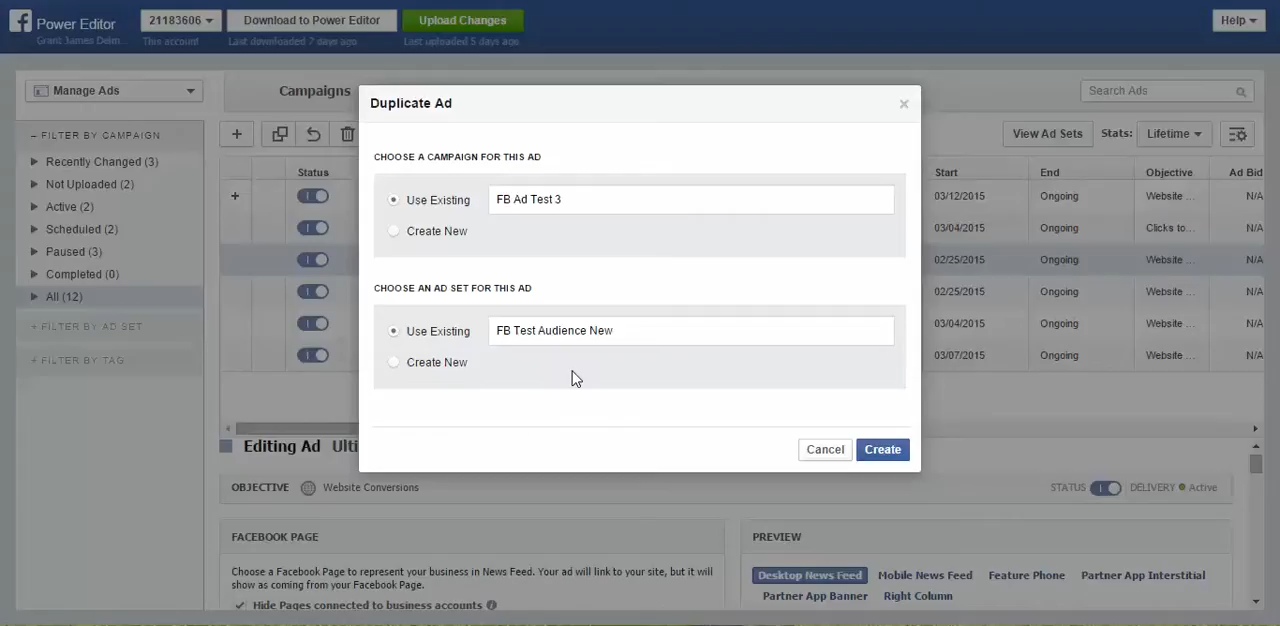 Power Editor
21183606
Download to Power Editor
Upload Changes
Help
This account
Last downloaded 7 days ago
Last uploaded 5 days ago
Manage Ads
Campaigns
Search Ads
Duplicate Ad
View Ad Sets
Stats:
Lifetime
– FILTER BY CAMPAIGN
Recently Changed (3)
Not Uploaded (2)
Active (2)
Scheduled (2)
Paused (3)
Completed (0)
All (12)
+ FILTER BY AD SET
+ FILTER BY TAG
Status
Start End Objective Ad Bid
03/12/2015 Ongoing Website ... N/A
03/04/2015 Ongoing Clicks to... N/A
02/25/2015 Ongoing Website ... N/A
02/25/2015 Ongoing Website ... N/A
03/04/2015 Ongoing Website ... N/A
03/07/2015 Ongoing Website ... N/A
CHOOSE A CAMPAIGN FOR THIS AD
Use Existing FB Ad Test 3
Create New
CHOOSE AN AD SET FOR THIS AD
Use Existing FB Test Audience New
Create New
Cancel Create
Editing Ad Ulti
OBJECTIVE Website Conversions
STATUS DELIVERY Active
FACEBOOK PAGE
Choose a Facebook Page to represent your business in News Feed. Your ad will link to your site, but it will
show as coming from your Facebook Page.
Hide Pages connected to business accounts
PREVIEW
Desktop News Feed Mobile News Feed Feature Phone Partner App Interstitial
Partner App Banner Right Column